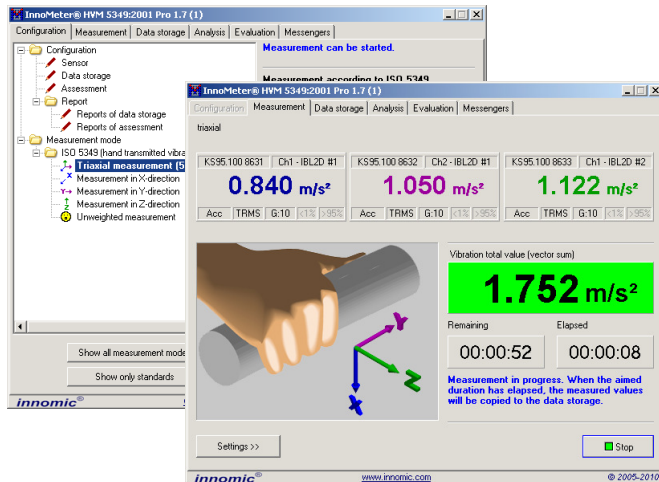 InnoMeter® HVM 5349:2001 Pro 1.7 (1)
Configuration Measurement Data storage Analysis Evaluation Messengers
Configuration
Sensor
Data storage
Assessment
Report
Reports of data storage
Reports of assessment
Measurement mode
ISO 5349 (hand transmitted vibra
Triaxial measurement (5
Measurement in X-direction
Measurement in Y-direction
Measurement in Z-direction
Unweighted measurement
Measurement can be started.
Measurement according to ISO 5349
Show all measurement mode
Show only standards
innomic®
InnoMeter® HVM 5349:2001 Pro 1.7 (1)
Configuration Measurement Data storage Analysis Evaluation Messengers
triaxial
KS95.100 8631 Ch1 - IBL2D #1
0.840 m/s²
Acc TRMS G:10 <1% >95%
KS95.100 8632 Ch2 - IBL2D #1
1.050 m/s²
Acc TRMS G:10 <1% >95%
KS95.100 8633 Ch1 - IBL2D #2
1.122 m/s²
Acc TRMS G:10 <1% >95%
Y
Z
X
Vibration total value (vector sum)
1.752 m/s²
Remaining Elapsed
00:00:52 00:00:08
Measurement in progress. When the aimed
duration has elapsed, the measured values
will be copied to the data storage.
Settings >> Stop
innomic® www.innomic.com © 2005-2010